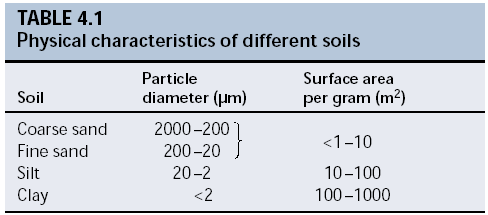 TABLE 4.1
Physical characteristics of different soils
Soil Particle diameter (µm) Surface area per gram (m²)
Coarse sand 2000–200 <1–10
Fine sand 200–20
Silt 20–2 10–100
Clay <2 100–1000